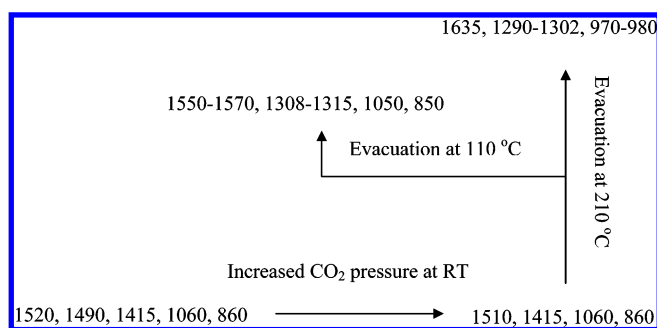 1635, 1290-1302, 970-980
1550-1570, 1308-1315, 1050, 850
Evacuation at 110 °C
Evacuation at 210 °C
Increased CO₂ pressure at RT
1520, 1490, 1415, 1060, 860
1510, 1415, 1060, 860